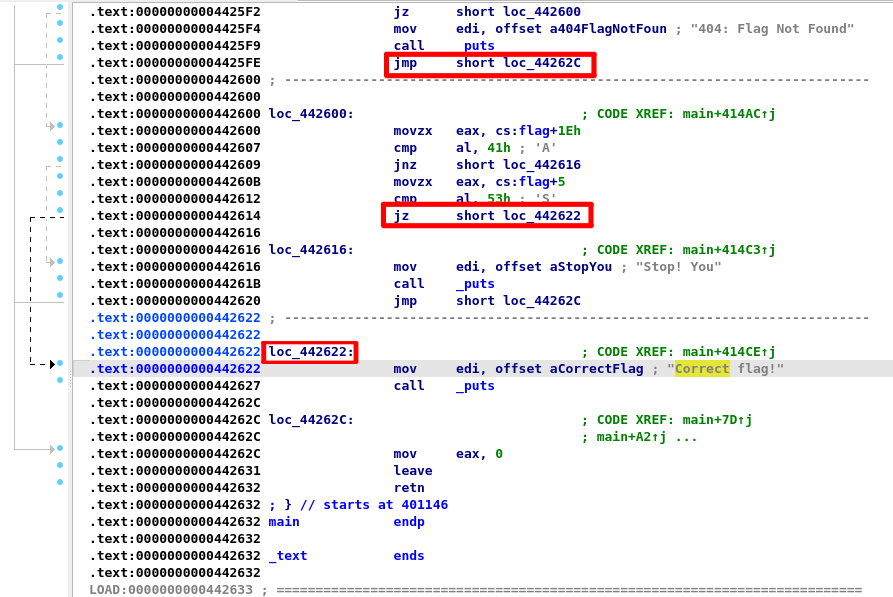 .text:00000000004425F2 jz short loc_442600
.text:00000000004425F4 mov edi, offset a404FlagNotFoun ; "404: Flag Not Found"
.text:00000000004425F9 call _puts
.text:00000000004425FE jmp short loc_44262C
.text:0000000000442600 ; ---------------------------------------------------------------------------
.text:0000000000442600
.text:0000000000442600 loc_442600: ; CODE XREF: main+414AC↑j
.text:0000000000442600 movzx eax, cs:flag+1Eh
.text:0000000000442607 cmp al, 41h ; 'A'
.text:0000000000442609 jnz short loc_442616
.text:000000000044260B movzx eax, cs:flag+5
.text:0000000000442612 cmp al, 53h ; 'S'
.text:0000000000442614 jz short loc_442622
.text:0000000000442616
.text:0000000000442616 loc_442616: ; CODE XREF: main+414C3↑j
.text:0000000000442616 mov edi, offset aStopYou ; "Stop! You"
.text:000000000044261B call _puts
.text:0000000000442620 jmp short loc_44262C
.text:0000000000442622 ; ---------------------------------------------------------------------------
.text:0000000000442622
.text:0000000000442622 loc_442622: ; CODE XREF: main+414CE↑j
.text:0000000000442622 mov edi, offset aCorrectFlag ; "Correct flag!"
.text:0000000000442627 call _puts
.text:000000000044262C
.text:000000000044262C loc_44262C: ; CODE XREF: main+7D↑j
.text:000000000044262C ; main+A2↑j ...
.text:000000000044262C mov eax, 0
.text:0000000000442631 leave
.text:0000000000442632 retn
.text:0000000000442632 ; } // starts at 401146
.text:0000000000442632 main endp
.text:0000000000442632
.text:0000000000442632 _text ends
.text:0000000000442632
LOAD:0000000000442633 ; ===========================================================================